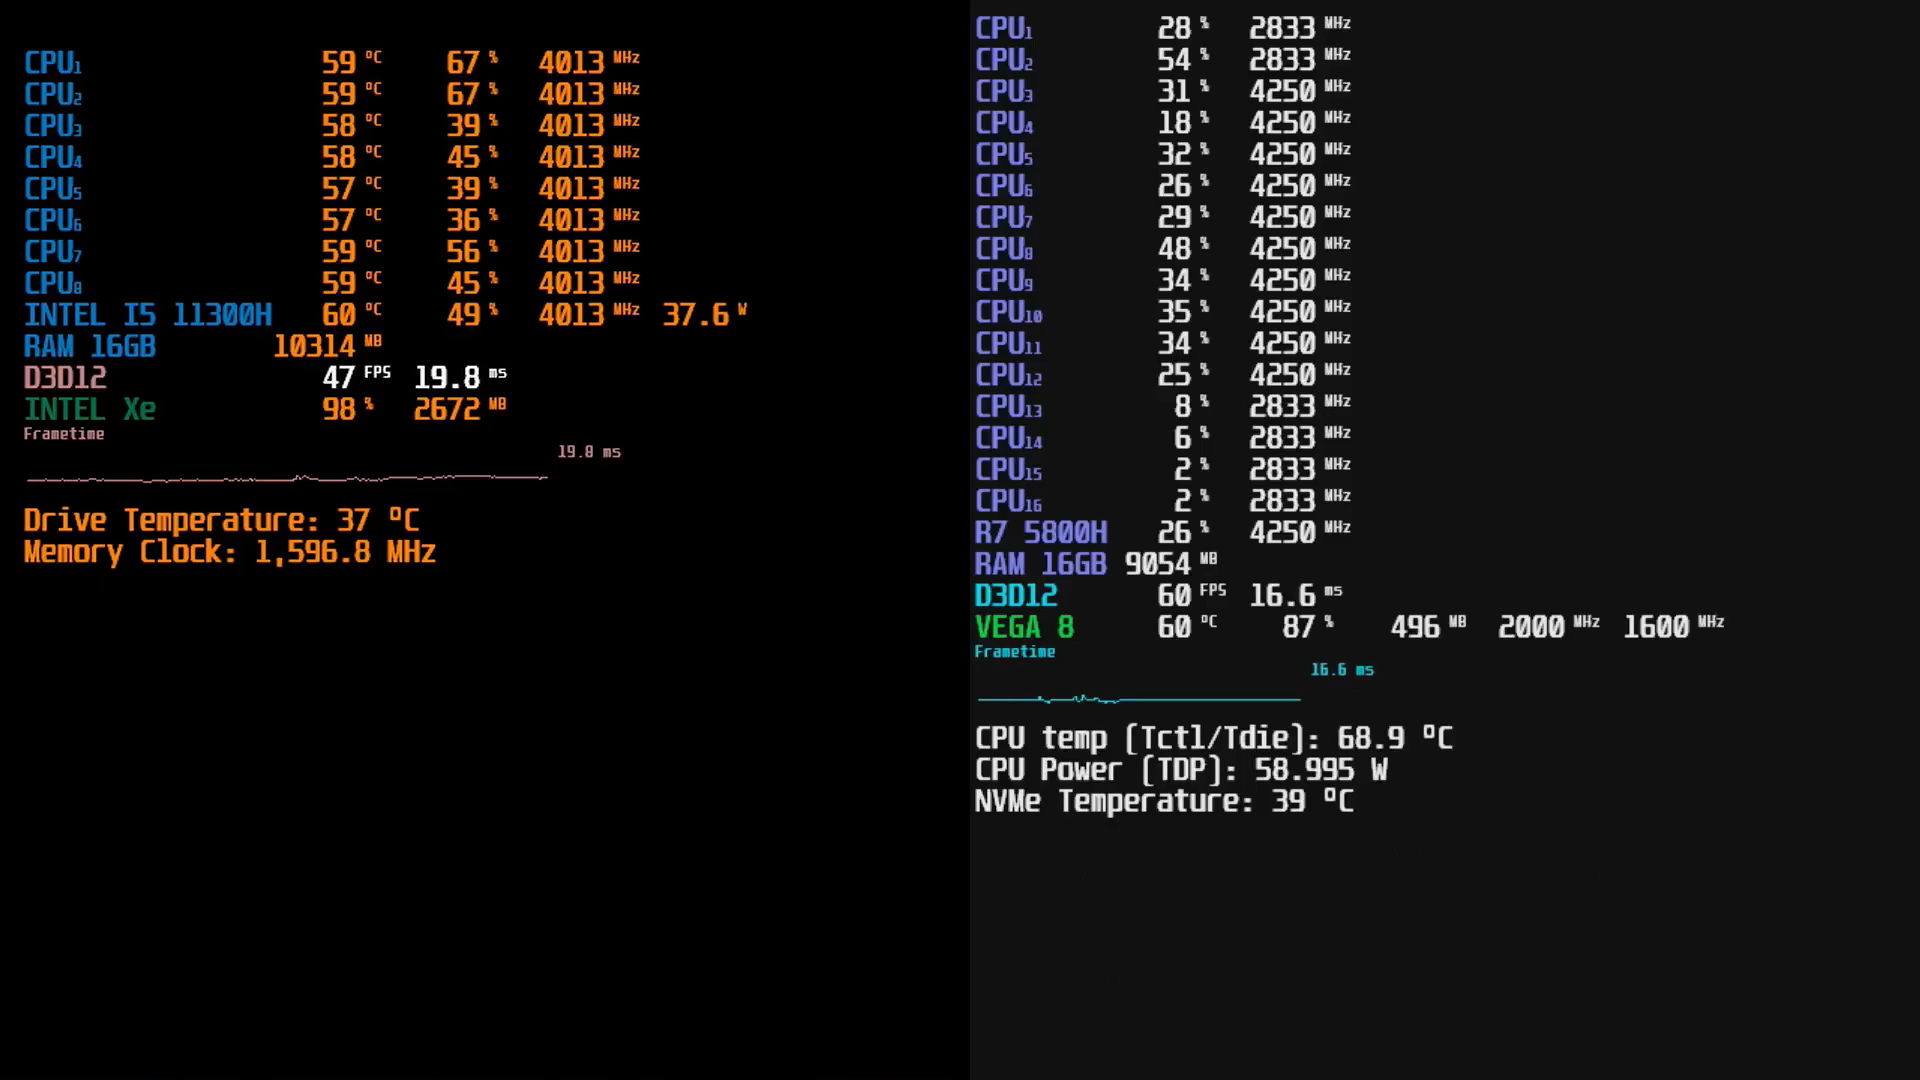 CPU1 59 °C 67 % 4013 MHz
CPU2 59 °C 67 % 4013 MHz
CPU3 58 °C 39 % 4013 MHz
CPU4 58 °C 45 % 4013 MHz
CPU5 57 °C 39 % 4013 MHz
CPU6 57 °C 36 % 4013 MHz
CPU7 59 °C 56 % 4013 MHz
CPU8 59 °C 45 % 4013 MHz
INTEL I5 11300H 60 °C 49 % 4013 MHz 37.6 W
RAM 16GB 10314 MB
D3D12 47 FPS 19.8 ms
INTEL Xe 98 % 2672 MB
Frametime
19.8 ms
Drive Temperature: 37 °C
Memory Clock: 1,596.8 MHz
CPU1 28 % 2833 MHz
CPU2 54 % 2833 MHz
CPU3 31 % 4250 MHz
CPU4 18 % 4250 MHz
CPU5 32 % 4250 MHz
CPU6 26 % 4250 MHz
CPU7 29 % 4250 MHz
CPU8 48 % 4250 MHz
CPU9 34 % 4250 MHz
CPU10 35 % 4250 MHz
CPU11 34 % 4250 MHz
CPU12 25 % 4250 MHz
CPU13 8 % 2833 MHz
CPU14 6 % 2833 MHz
CPU15 2 % 2833 MHz
CPU16 2 % 2833 MHz
R7 5800H 26 % 4250 MHz
RAM 16GB 9054 MB
D3D12 60 FPS 16.6 ms
VEGA 8 60 °C 87 % 496 MB 2000 MHz 1600 MHz
Frametime
16.6 ms
CPU temp (Tctl/Tdie): 68.9 °C
CPU Power (TDP): 58.995 W
NVMe Temperature: 39 °C